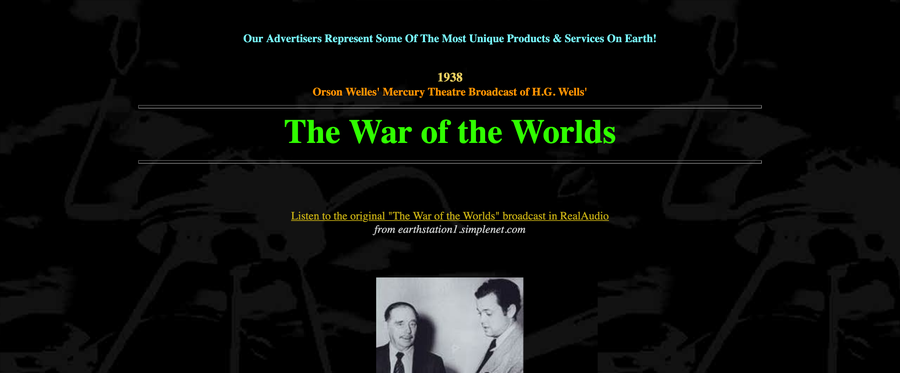 Our Advertisers Represent Some Of The Most Unique Products & Services On Earth!
1938
Orson Welles' Mercury Theatre Broadcast of H.G. Wells'
The War of the Worlds
Listen to the original "The War of the Worlds" broadcast in RealAudio
from earthstation1.simplenet.com